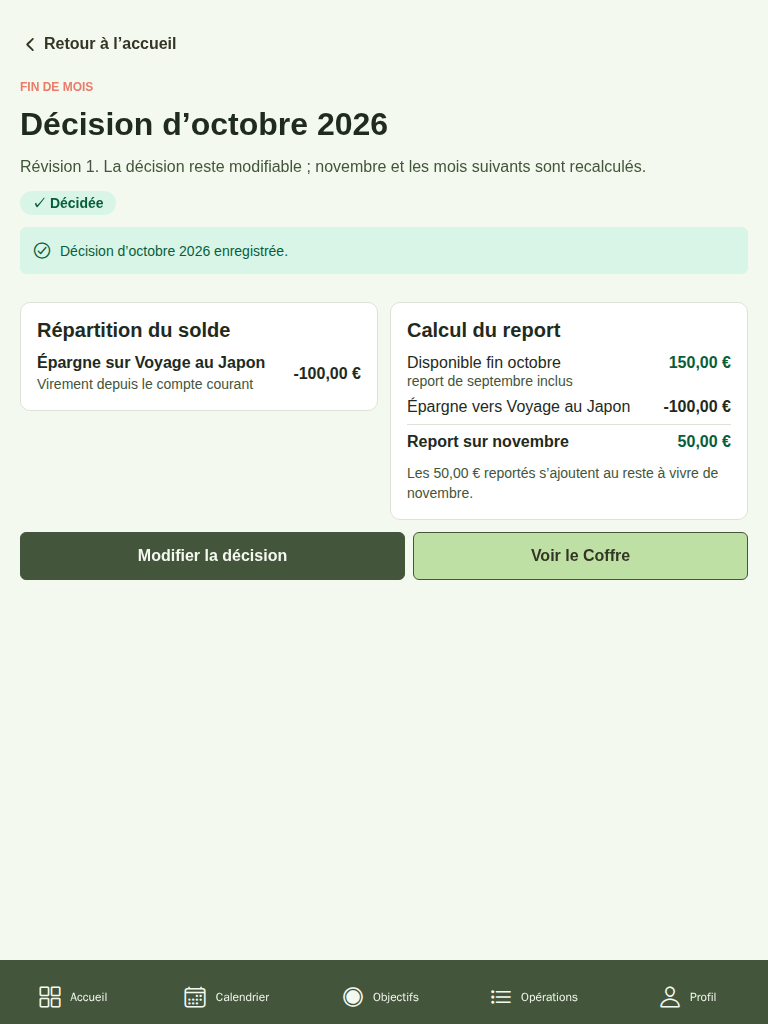 Retour à l’accueil
FIN DE MOIS
Décision d’octobre 2026
Révision 1. La décision reste modifiable ; novembre et les mois suivants sont recalculés.
✓ Décidée
Décision d’octobre 2026 enregistrée.
Répartition du solde
Épargne sur Voyage au Japon
Virement depuis le compte courant
-100,00 €
Calcul du report
Disponible fin octobre 150,00 €
report de septembre inclus
Épargne vers Voyage au Japon -100,00 €
Report sur novembre 50,00 €
Les 50,00 € reportés s’ajoutent au reste à vivre de
novembre.
Modifier la décision
Voir le Coffre
Accueil Calendrier Objectifs Opérations Profil